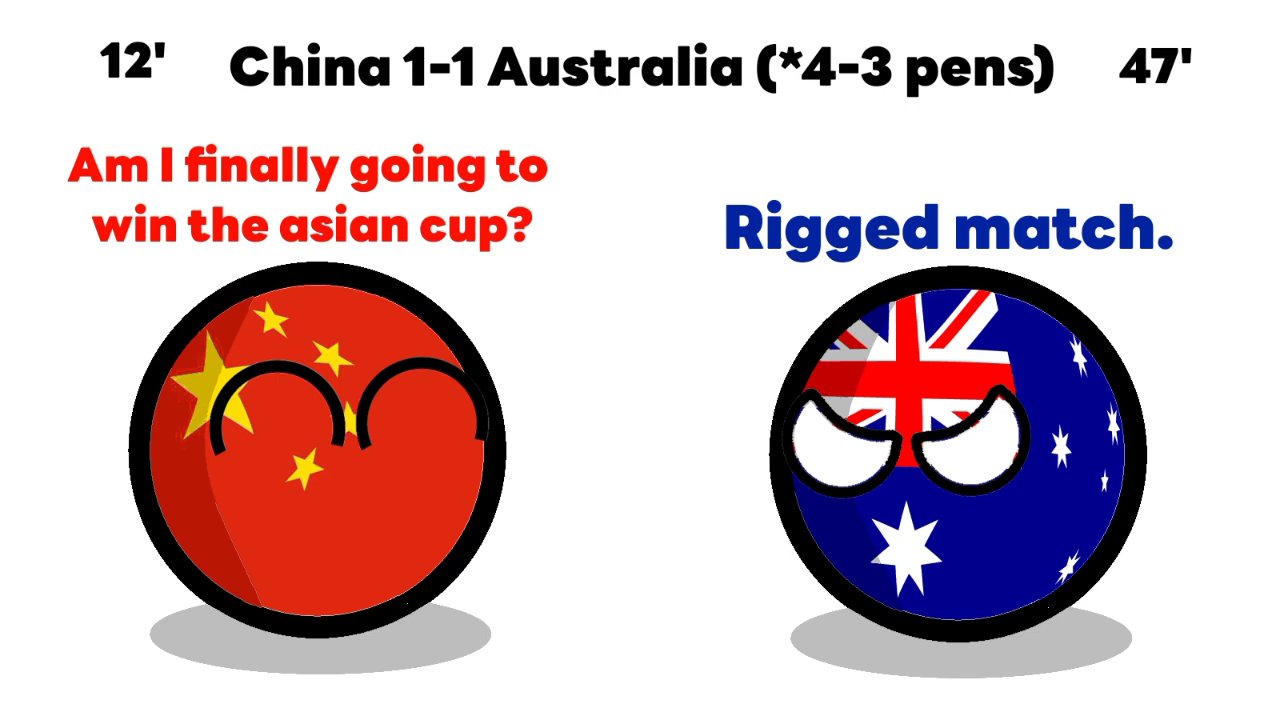 12' China 1-1 Australia (*4-3 pens) 47'
Am I finally going to
win the asian cup?
Rigged match.